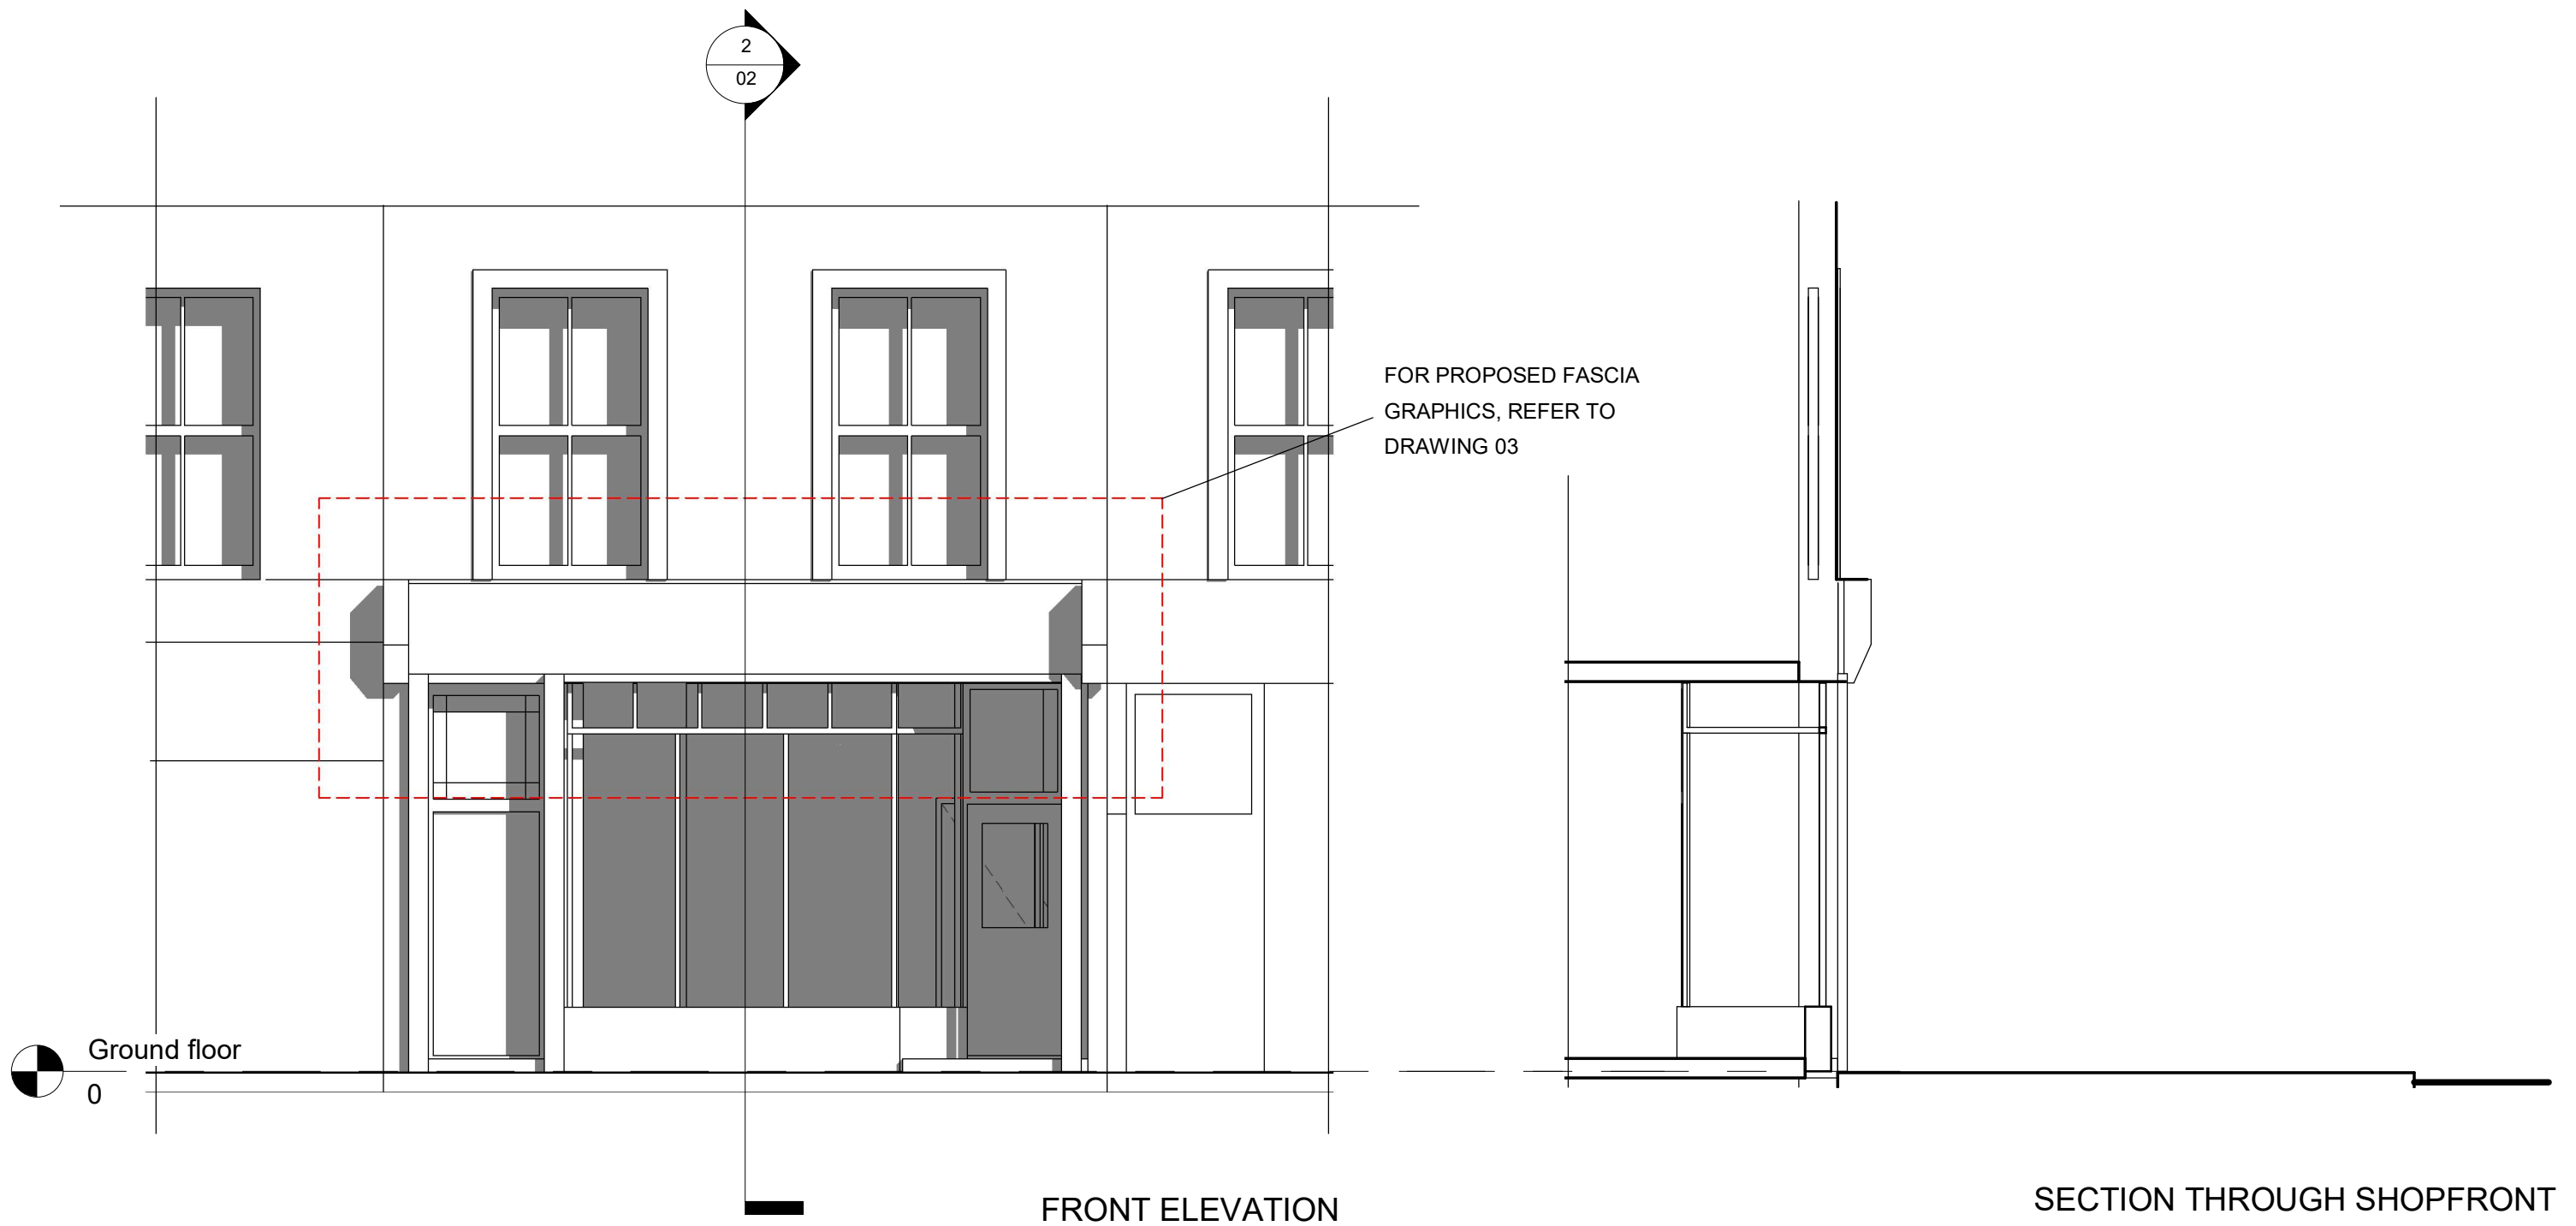 2
02
FOR PROPOSED FASCIA
GRAPHICS, REFER TO
DRAWING 03
Ground floor
0
FRONT ELEVATION
SECTION THROUGH SHOPFRONT